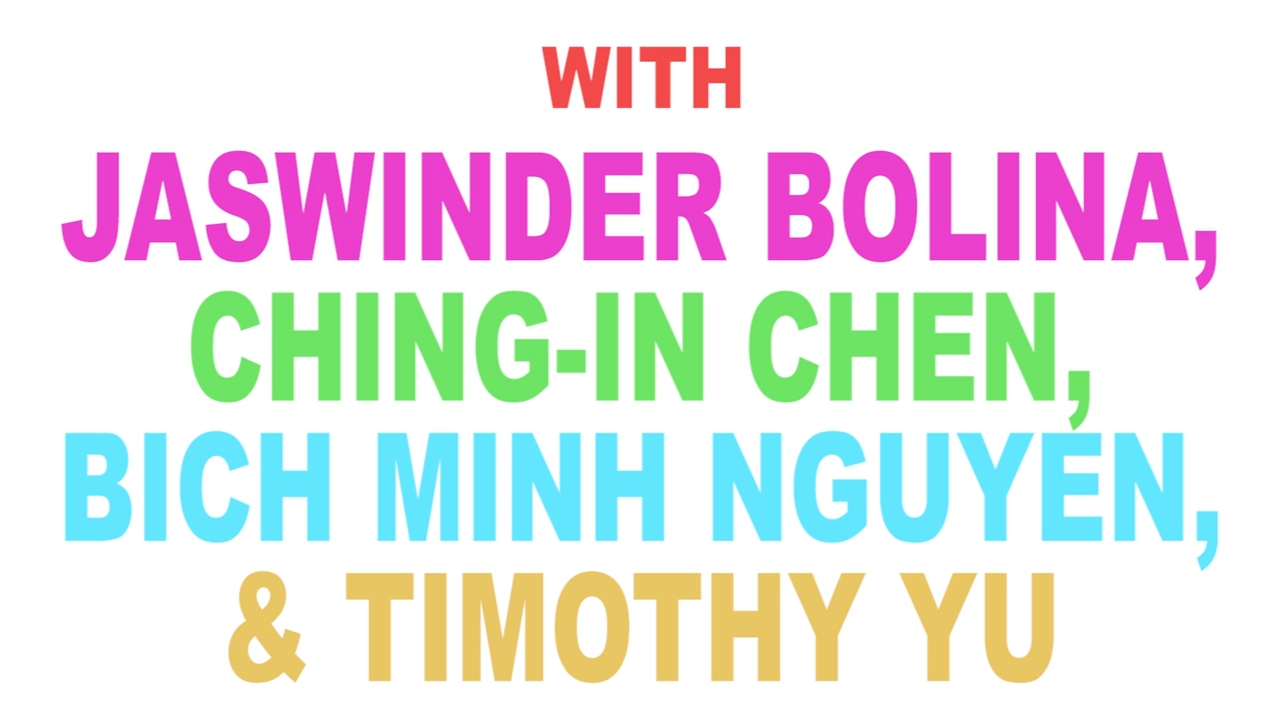 WITH
JASWINDER BOLINA,
CHING-IN CHEN,
BICH MINH NGUYEN,
& TIMOTHY YU